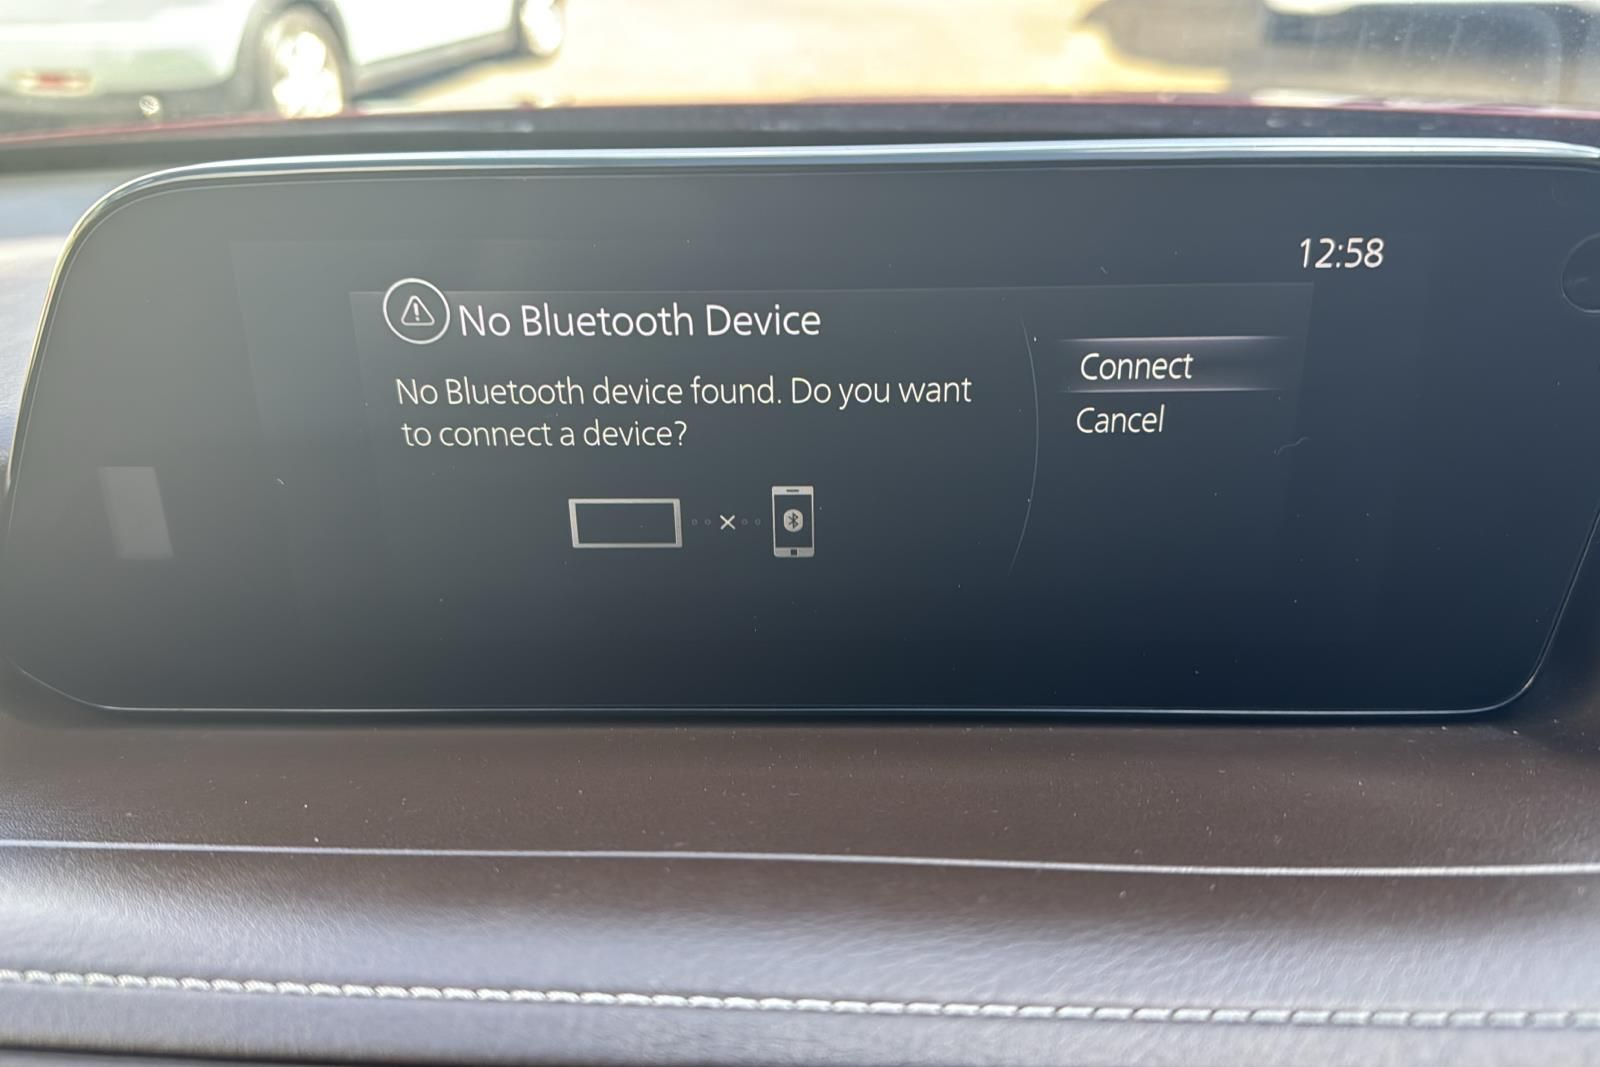 12:58
No Bluetooth Device
No Bluetooth device found. Do you want
to connect a device?
Connect
Cancel